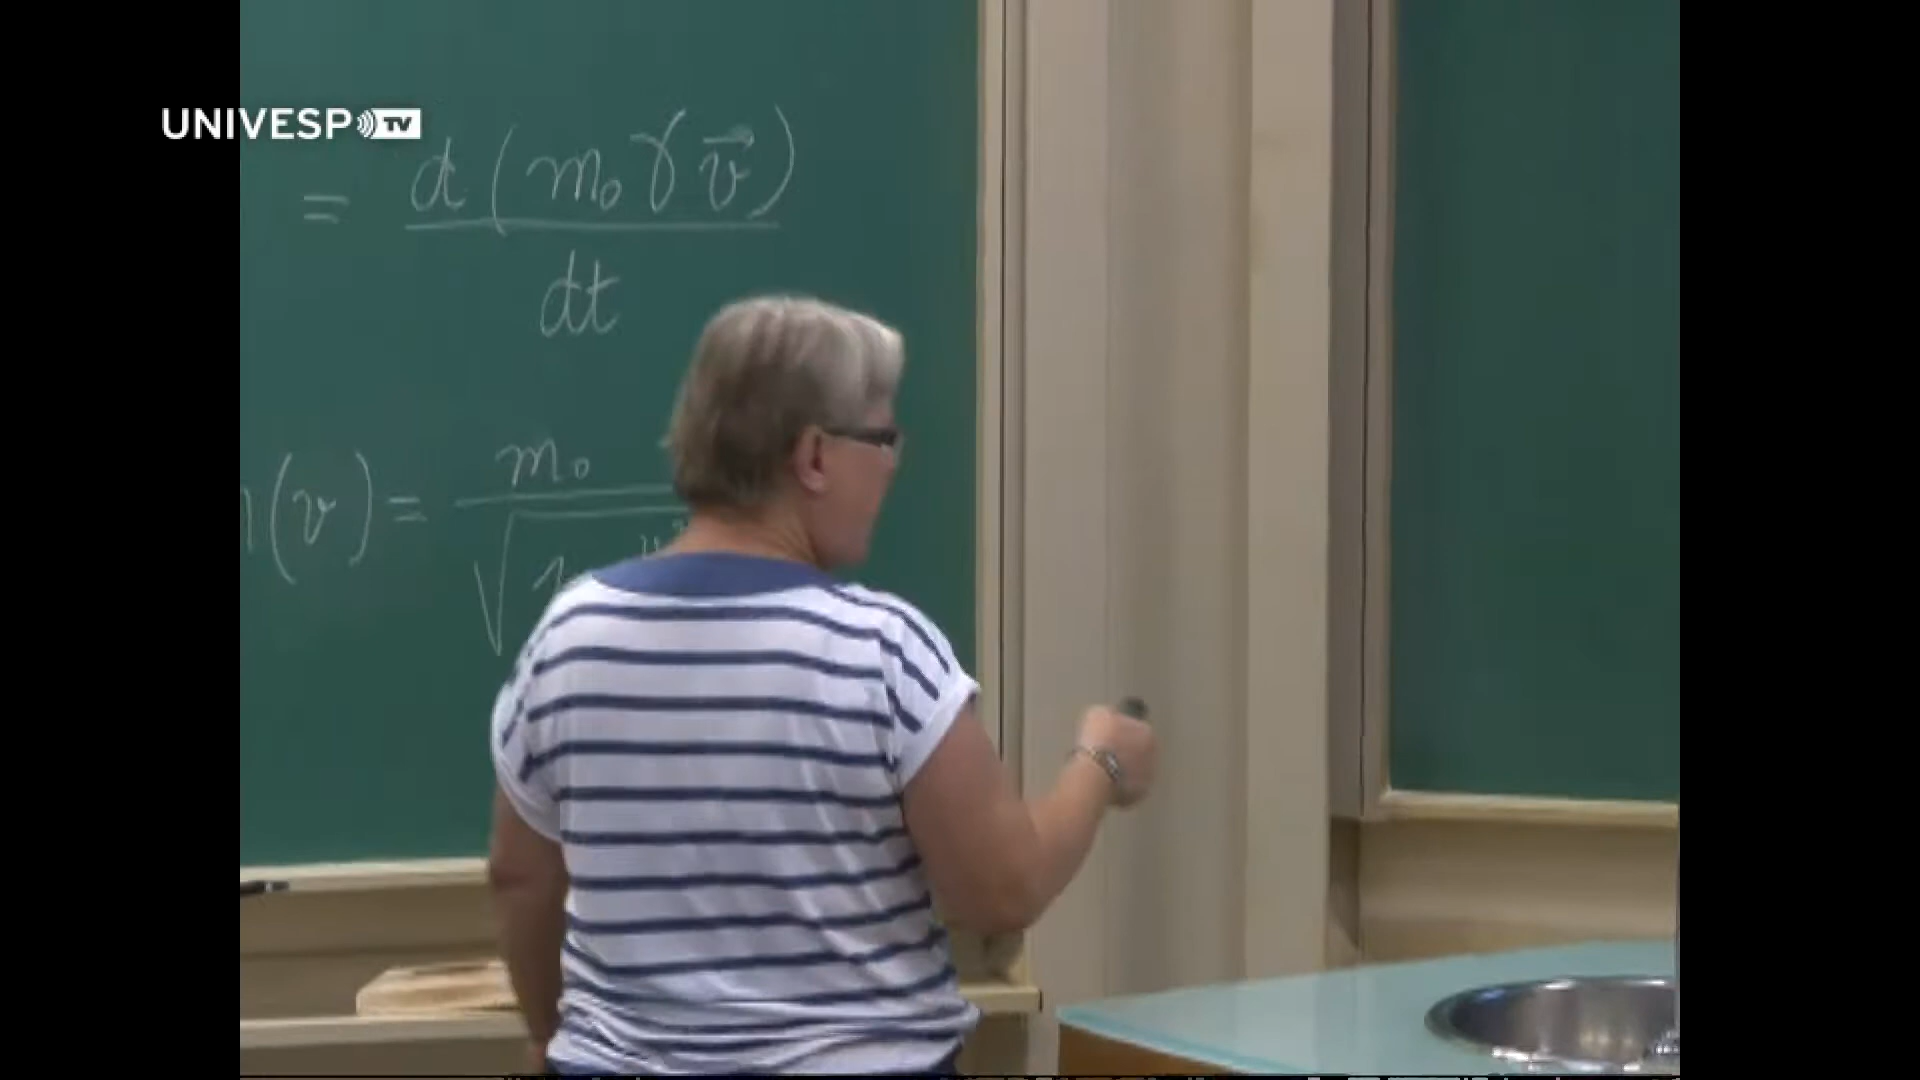 UNIVESP TV
= d(m₀γv⃗)
dt
(v) = m₀
√